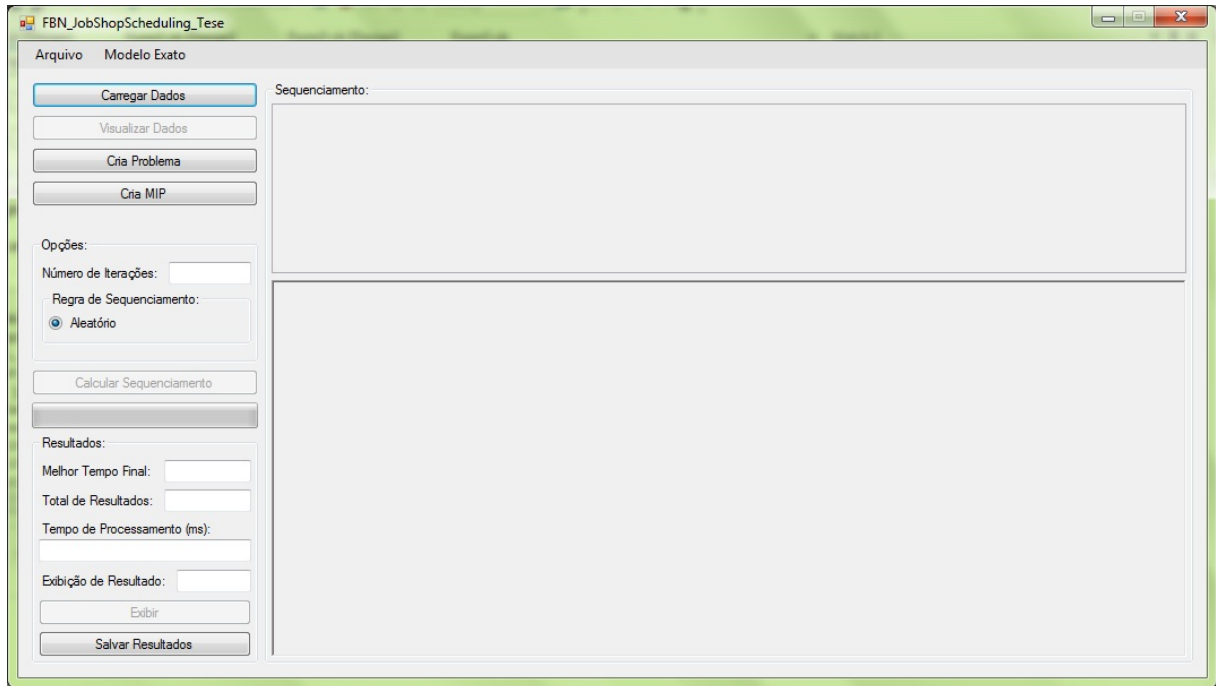 FBN_JobShopScheduling_Tese
Arquivo Modelo Exato
Carregar Dados
Visualizar Dados
Cria Problema
Cria MIP
Opções:
Número de Iterações:
Regra de Sequenciamento:
Aleatório
Calcular Sequenciamento
Resultados:
Melhor Tempo Final:
Total de Resultados:
Tempo de Processamento (ms):
Exibição de Resultado:
Exibir
Salvar Resultados
Sequenciamento: